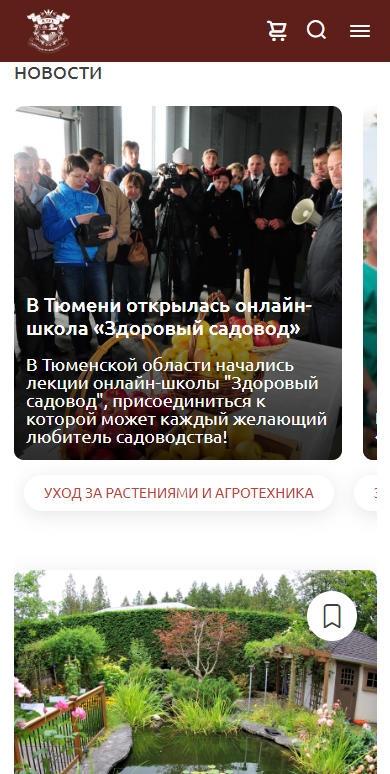 НОВОСТИ
В Тюмени открылась онлайн-
школа «Здоровый садовод»
В Тюменской области начались
лекции онлайн-школы "Здоровый
садовод", присоединиться к
которой может каждый желающий
любитель садоводства!
УХОД ЗА РАСТЕНИЯМИ И АГРОТЕХНИКА